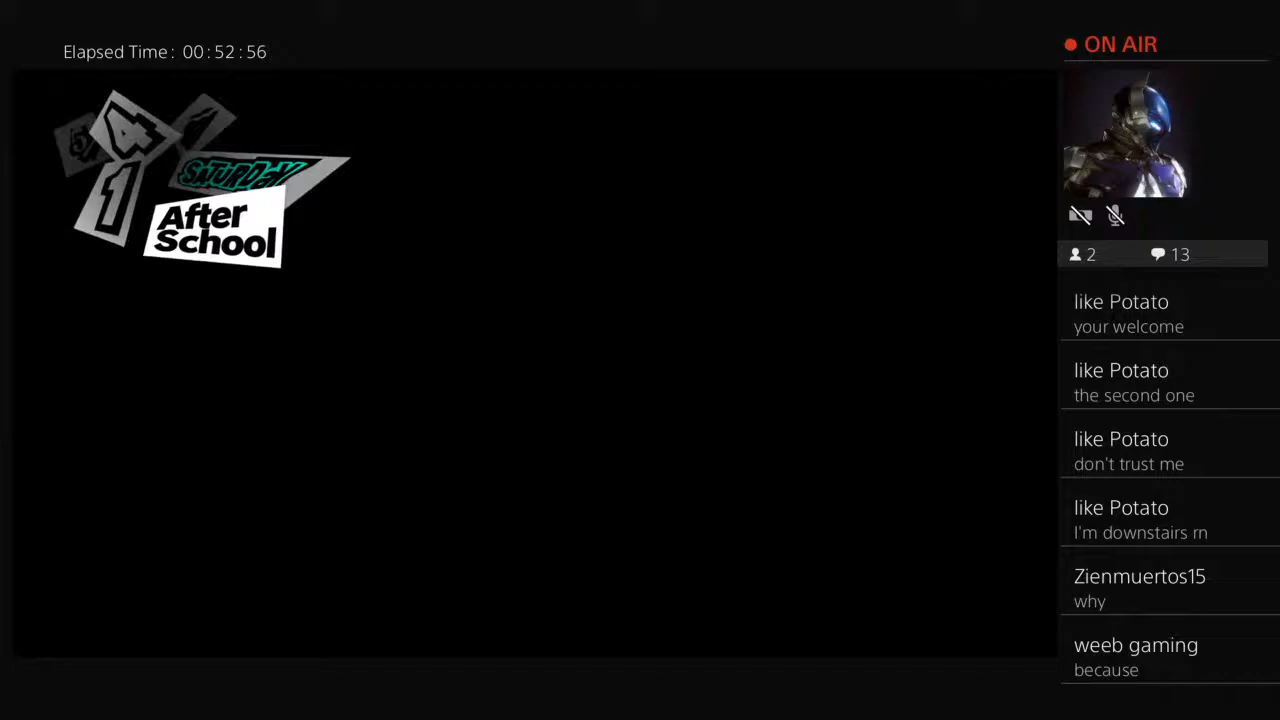 Elapsed Time: 00:52:56
ON AIR
5/
4
1
SATURDAY
After
School
2
13
like Potato
your welcome
like Potato
the second one
like Potato
don't trust me
like Potato
I'm downstairs rn
Zienmuertos15
why
weeb gaming
because